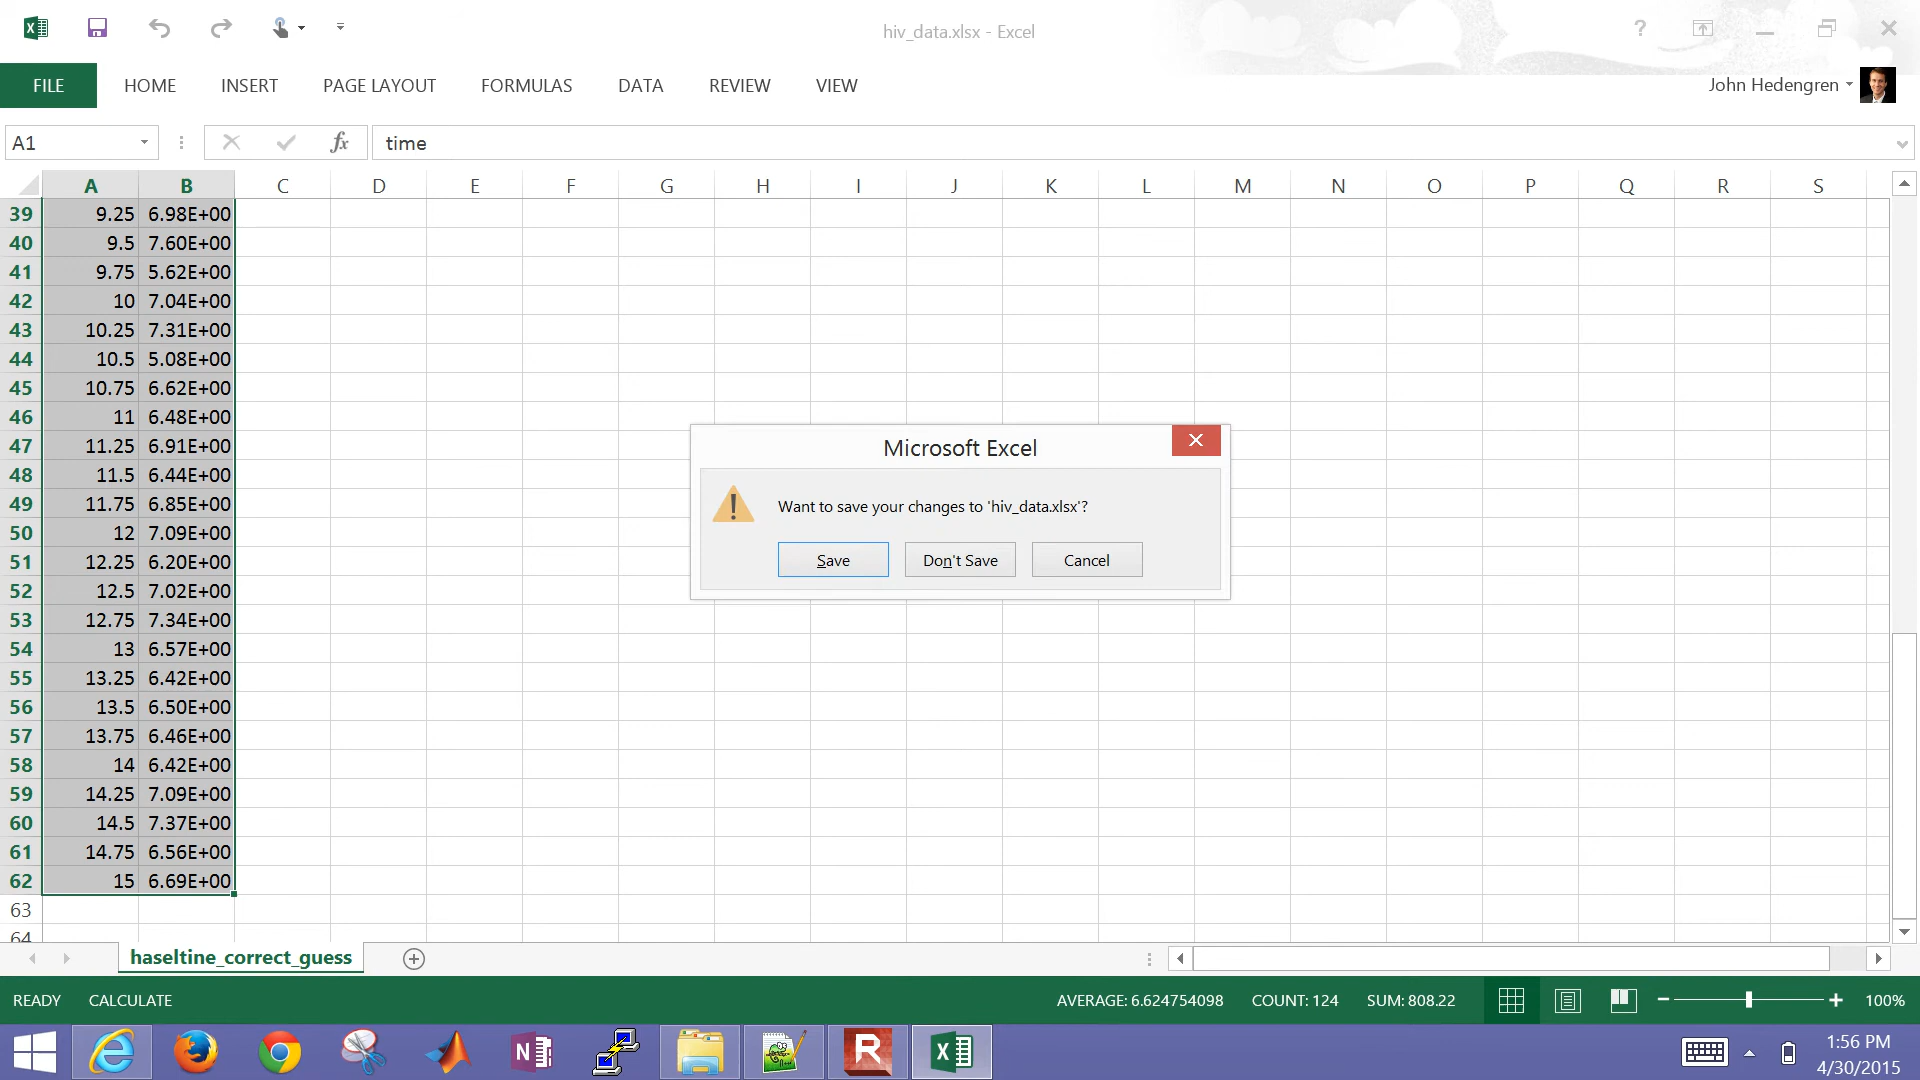 hiv_data.xlsx - Excel
FILE HOME INSERT PAGE LAYOUT FORMULAS DATA REVIEW VIEW John Hedengren
A1 fx time
A B C D E F G H I J K L M N O P Q R S
39 9.25 6.98E+00
40 9.5 7.60E+00
41 9.75 5.62E+00
42 10 7.04E+00
43 10.25 7.31E+00
44 10.5 5.08E+00
45 10.75 6.62E+00
46 11 6.48E+00
47 11.25 6.91E+00
48 11.5 6.44E+00
49 11.75 6.85E+00
50 12 7.09E+00
51 12.25 6.20E+00
52 12.5 7.02E+00
53 12.75 7.34E+00
54 13 6.57E+00
55 13.25 6.42E+00
56 13.5 6.50E+00
57 13.75 6.46E+00
58 14 6.42E+00
59 14.25 7.09E+00
60 14.5 7.37E+00
61 14.75 6.56E+00
62 15 6.69E+00
63
64
Microsoft Excel
Want to save your changes to 'hiv_data.xlsx'?
Save Don't Save Cancel
haseltine_correct_guess
READY CALCULATE AVERAGE: 6.624754098 COUNT: 124 SUM: 808.22 100%
1:56 PM
4/30/2015